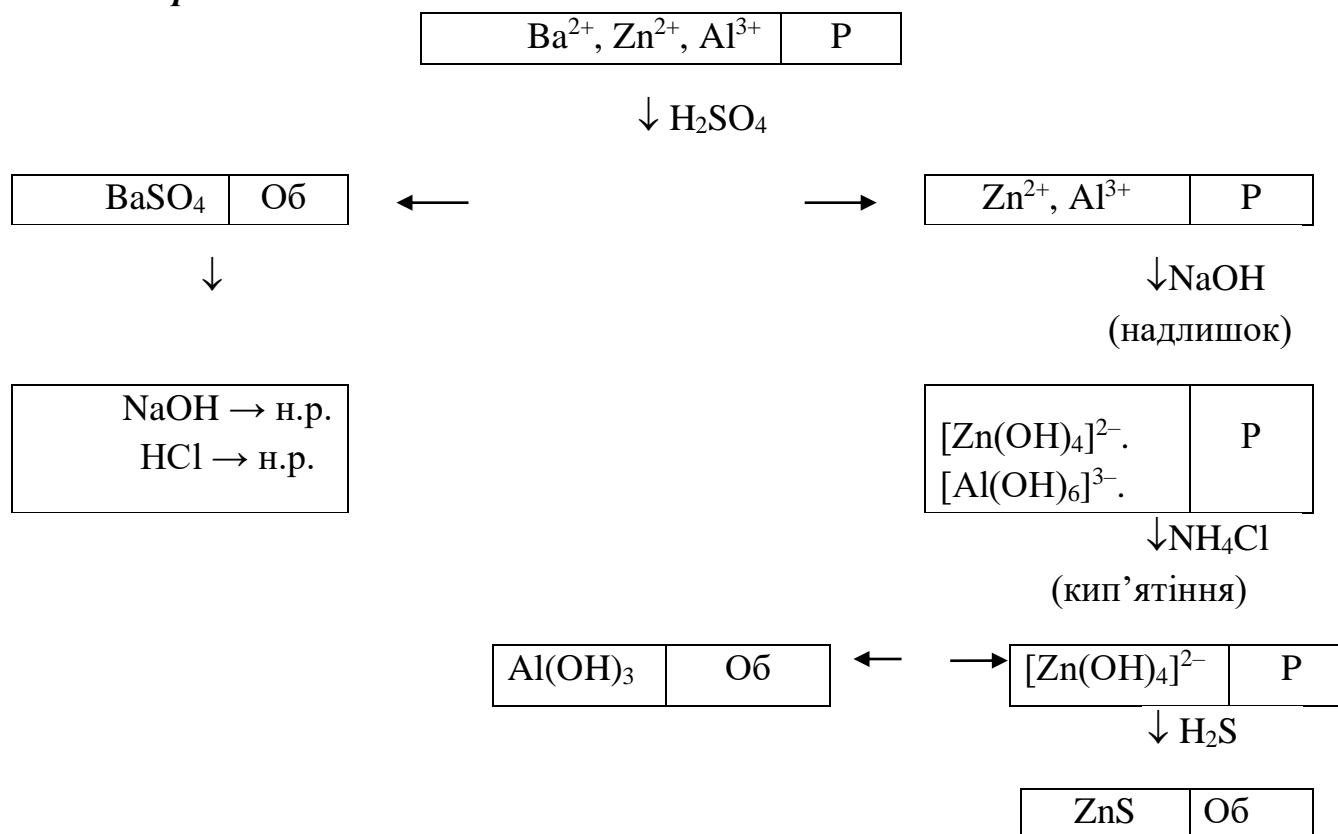 Ba²⁺, Zn²⁺, Al³⁺ Р
↓ H₂SO₄
BaSO₄ Об ← → Zn²⁺, Al³⁺ Р
↓ ↓NaOH
(надлишок)
NaOH → н.р.
HCl → н.р.
[Zn(OH)₄]²⁻. Р
[Al(OH)₆]³⁻.
↓NH₄Cl
(кип’ятіння)
Al(OH)₃ Об ← → [Zn(OH)₄]²⁻ Р
↓ H₂S
ZnS Об